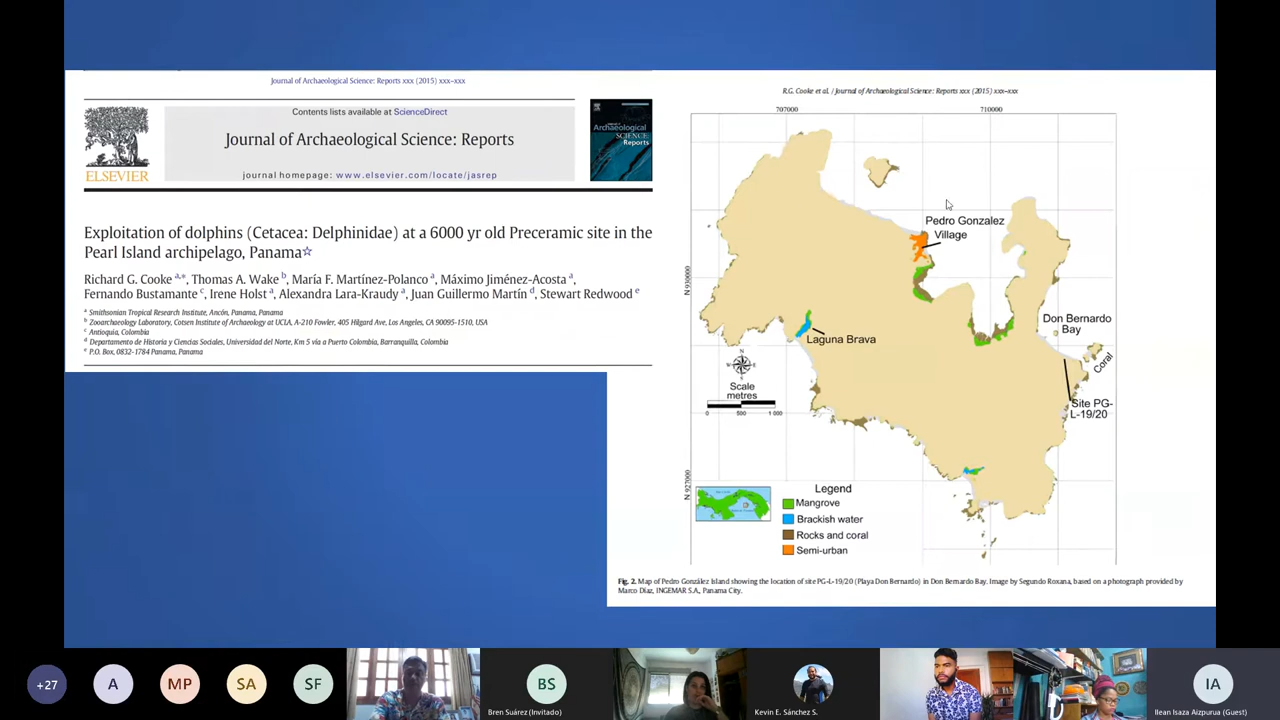 Journal of Archaeological Science: Reports xxx (2015) xxx–xxx
Contents lists available at ScienceDirect
Journal of Archaeological Science: Reports
journal homepage: www.elsevier.com/locate/jasrep
ELSEVIER
Archaeological
SCIENCE:
Reports
Exploitation of dolphins (Cetacea: Delphinidae) at a 6000 yr old Preceramic site in the
Pearl Island archipelago, Panama☆
Richard G. Cooke a,*, Thomas A. Wake b, María F. Martínez-Polanco a, Máximo Jiménez-Acosta a,
Fernando Bustamante c, Irene Holst a, Alexandra Lara-Kraudy a, Juan Guillermo Martín d, Stewart Redwood e
a Smithsonian Tropical Research Institute, Ancón, Panama, Panama
b Zooarchaeology Laboratory, Cotsen Institute of Archaeology at UCLA, A-210 Fowler, 405 Hilgard Ave, Los Angeles, CA 90095-1510, USA
c Antioquia, Colombia
d Departamento de Historia y Ciencias Sociales, Universidad del Norte, Km 5 vía a Puerto Colombia, Barranquilla, Colombia
e P.O. Box, 0832-1784 Panama, Panama
R.G. Cooke et al. / Journal of Archaeological Science: Reports xxx (2015) xxx–xxx
707000
710000
Pedro Gonzalez
Village
N 930000
Don Bernardo
Bay
Laguna Brava
Coral
N
W
E
S
Scale
metres
0
500
1 000
Site PG-
L-19/20
N 927000
Legend
Mangrove
Brackish water
Rocks and coral
Semi-urban
Fig. 2. Map of Pedro González Island showing the location of site PG-L-19/20 (Playa Don Bernardo) in Don Bernardo Bay. Image by Segundo Roxana, based on a photograph provided by
Marco Díaz, INGEMAR S.A., Panama City.
+27
A
MP
SA
SF
BS
Bren Suárez (Invitado)
Kevin E. Sánchez S.
IA
Ilean Isaza Aizpurua (Guest)